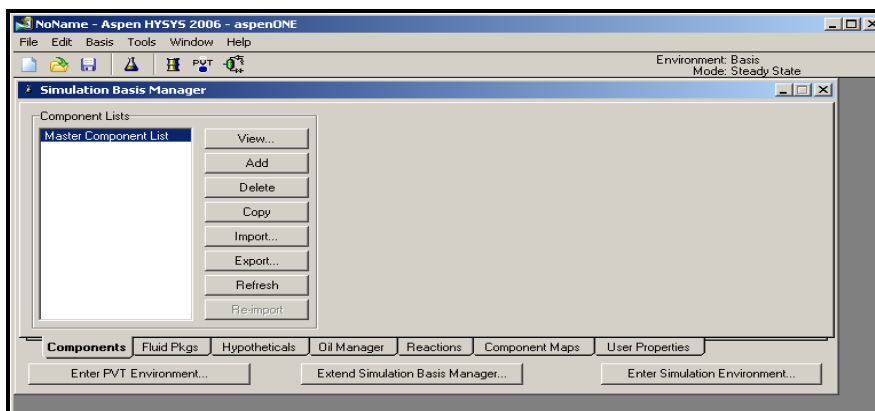 NoName - Aspen HYSYS 2006 - aspenONE
File Edit Basis Tools Window Help
PVT
Environment: Basis
Mode: Steady State
Simulation Basis Manager
Component Lists
Master Component List
View...
Add
Delete
Copy
Import...
Export...
Refresh
Re-import
Components Fluid Pkgs Hypotheticals Oil Manager Reactions Component Maps User Properties
Enter PVT Environment... Extend Simulation Basis Manager... Enter Simulation Environment...